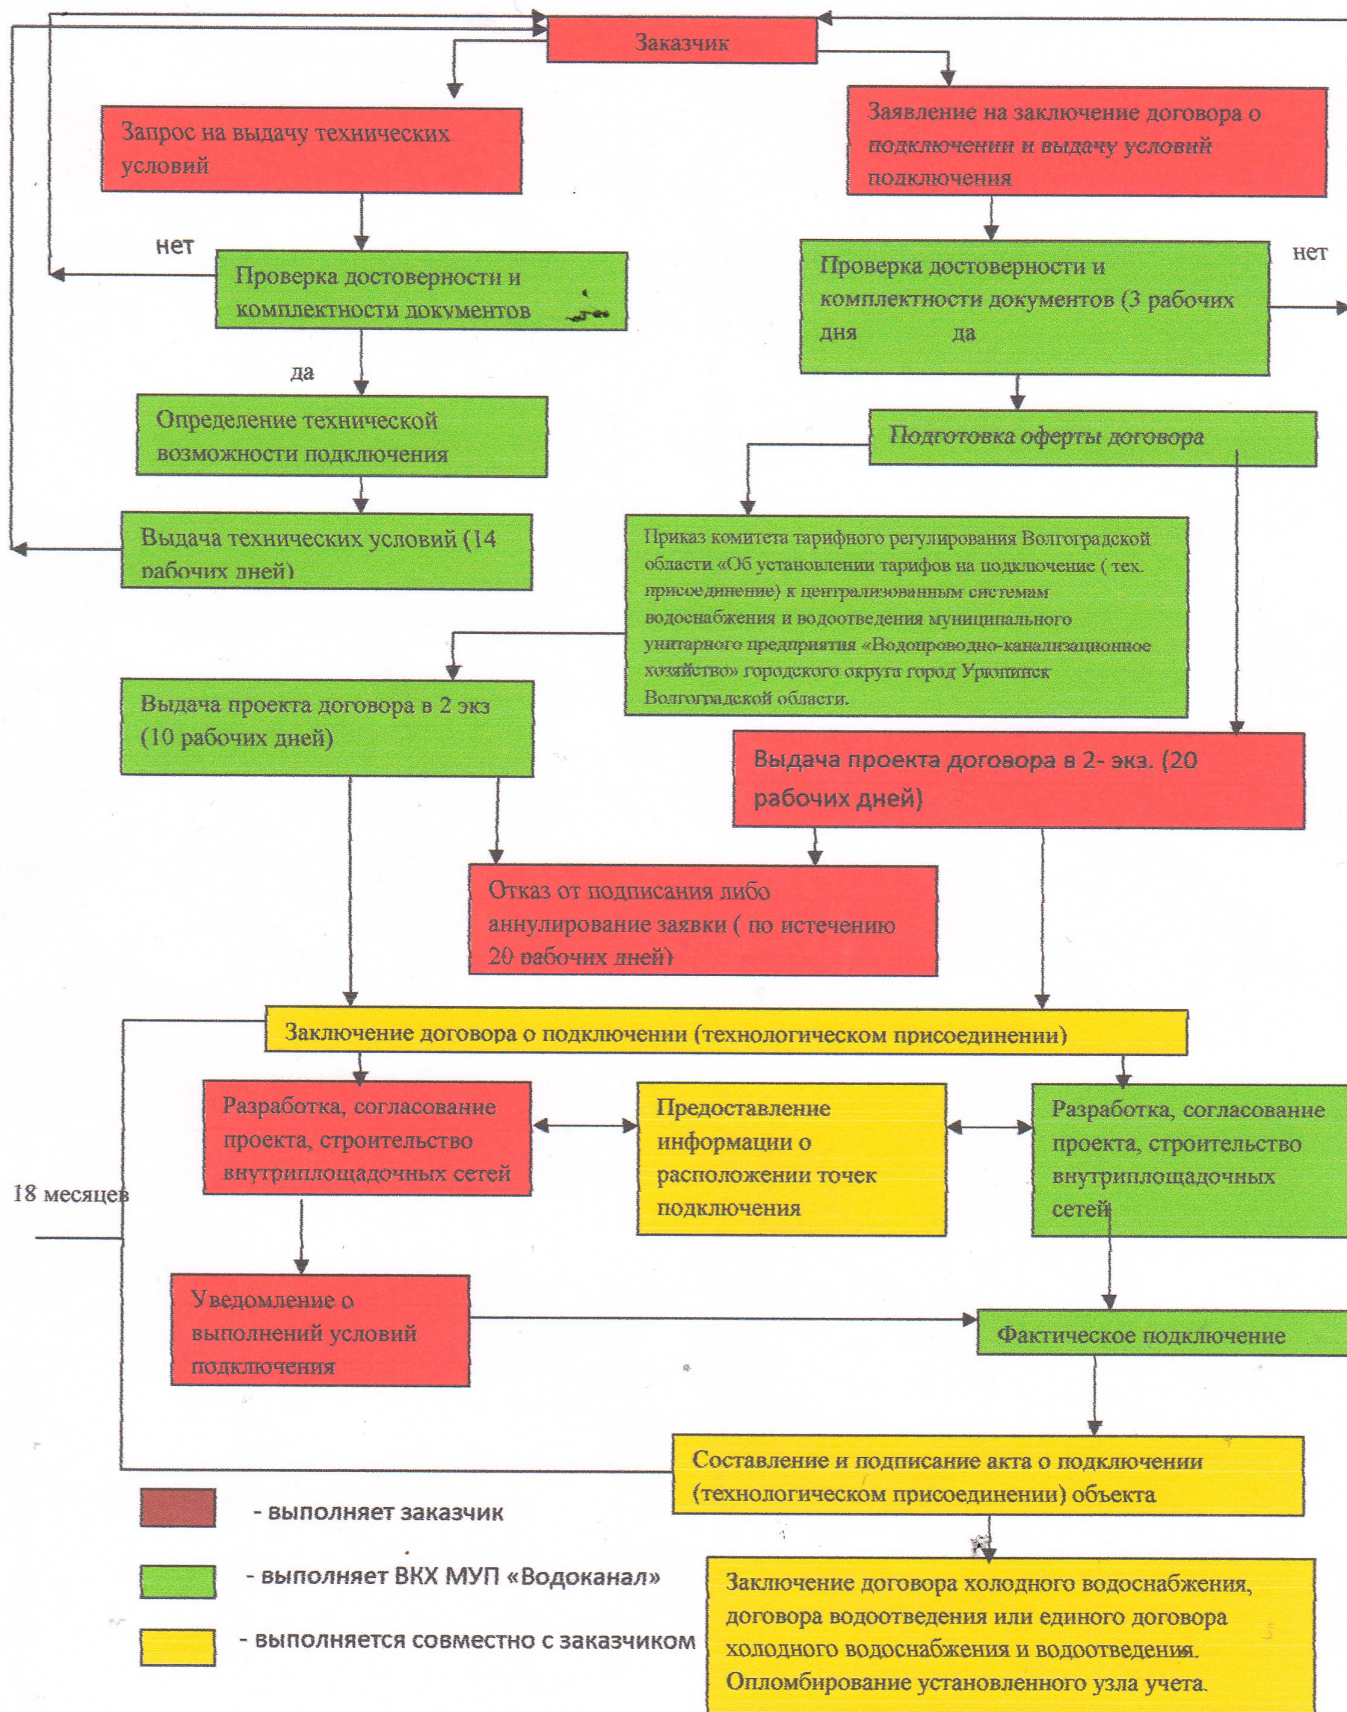 Заказчик
Запрос на выдачу технических
условий
Заявление на заключение договора о
подключении и выдачу условий
подключения
нет
Проверка достоверности и
комплектности документов
Проверка достоверности и
комплектности документов (3 рабочих
дня да
нет
да
Определение технической
возможности подключения
Подготовка оферты договора
Выдача технических условий (14
рабочих дней)
Приказ комитета тарифного регулирования Волгоградской
области «Об установлении тарифов на подключение ( тех.
присоединение) к централизованным системам
водоснабжения и водоотведения муниципального
унитарного предприятия «Водопроводно-канализационное
хозяйство» городского округа город Урюпинск
Волгоградской области.
Выдача проекта договора в 2 экз
(10 рабочих дней)
Выдача проекта договора в 2- экз. (20
рабочих дней)
Отказ от подписания либо
аннулирование заявки ( по истечению
20 рабочих дней)
Заключение договора о подключении (технологическом присоединении)
Разработка, согласование
проекта, строительство
внутриплощадочных сетей
Предоставление
информации о
расположении точек
подключения
Разработка, согласование
проекта, строительство
внутриплощадочных
сетей
18 месяцев
Уведомление о
выполнений условий
подключения
Фактическое подключение
Составление и подписание акта о подключении
(технологическом присоединении) объекта
- выполняет заказчик
- выполняет ВКХ МУП «Водоканал»
- выполняется совместно с заказчиком
Заключение договора холодного водоснабжения,
договора водоотведения или единого договора
холодного водоснабжения и водоотведения.
Опломбирование установленного узла учета.